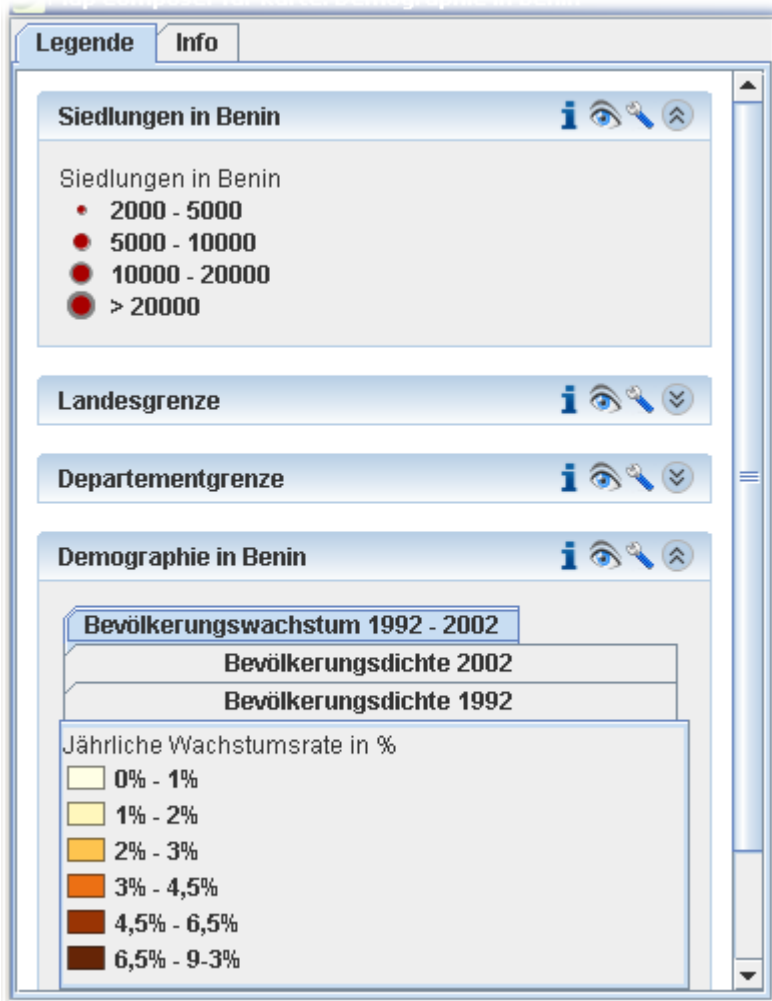 Legende Info
Siedlungen in Benin
Siedlungen in Benin
2000 - 5000
5000 - 10000
10000 - 20000
> 20000
Landesgrenze
Departementgrenze
Demographie in Benin
Bevölkerungswachstum 1992 - 2002
Bevölkerungsdichte 2002
Bevölkerungsdichte 1992
Jährliche Wachstumsrate in %
0% - 1%
1% - 2%
2% - 3%
3% - 4,5%
4,5% - 6,5%
6,5% - 9-3%